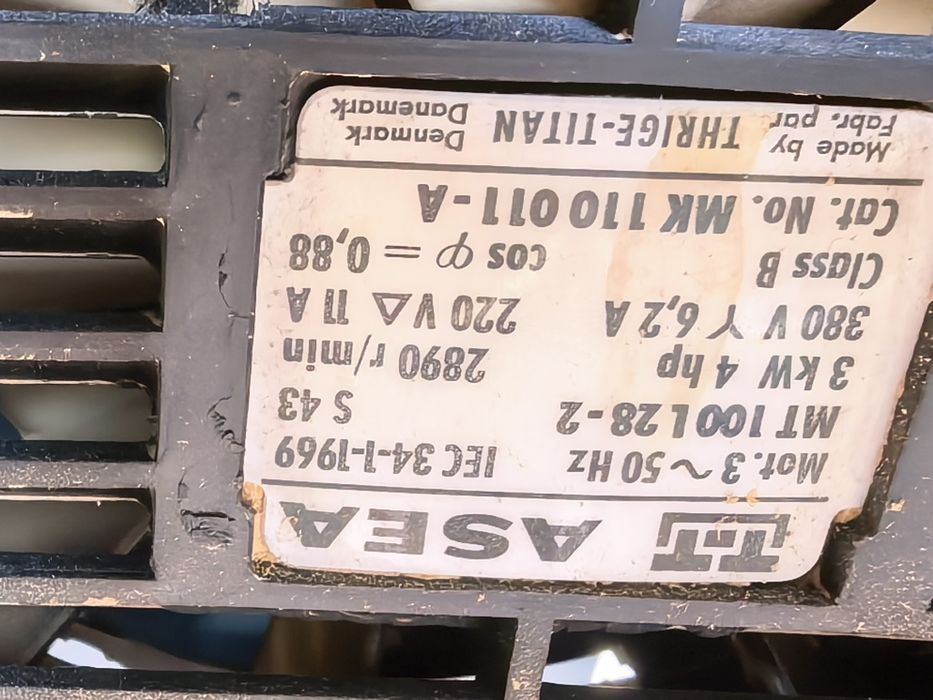 TT ASEA
Mot. 3 ~ 50 Hz IEC 34-1-1969
MT 100 L 28-2 S 43
3 kW 4 hp 2890 r/min
380 V Y 6,2 A 220 V △ 11 A
Class B cos φ = 0,88
Cat. No. MK 110 011-A
Made by THRIGE-TITAN Denmark
Fabr. par Danemark